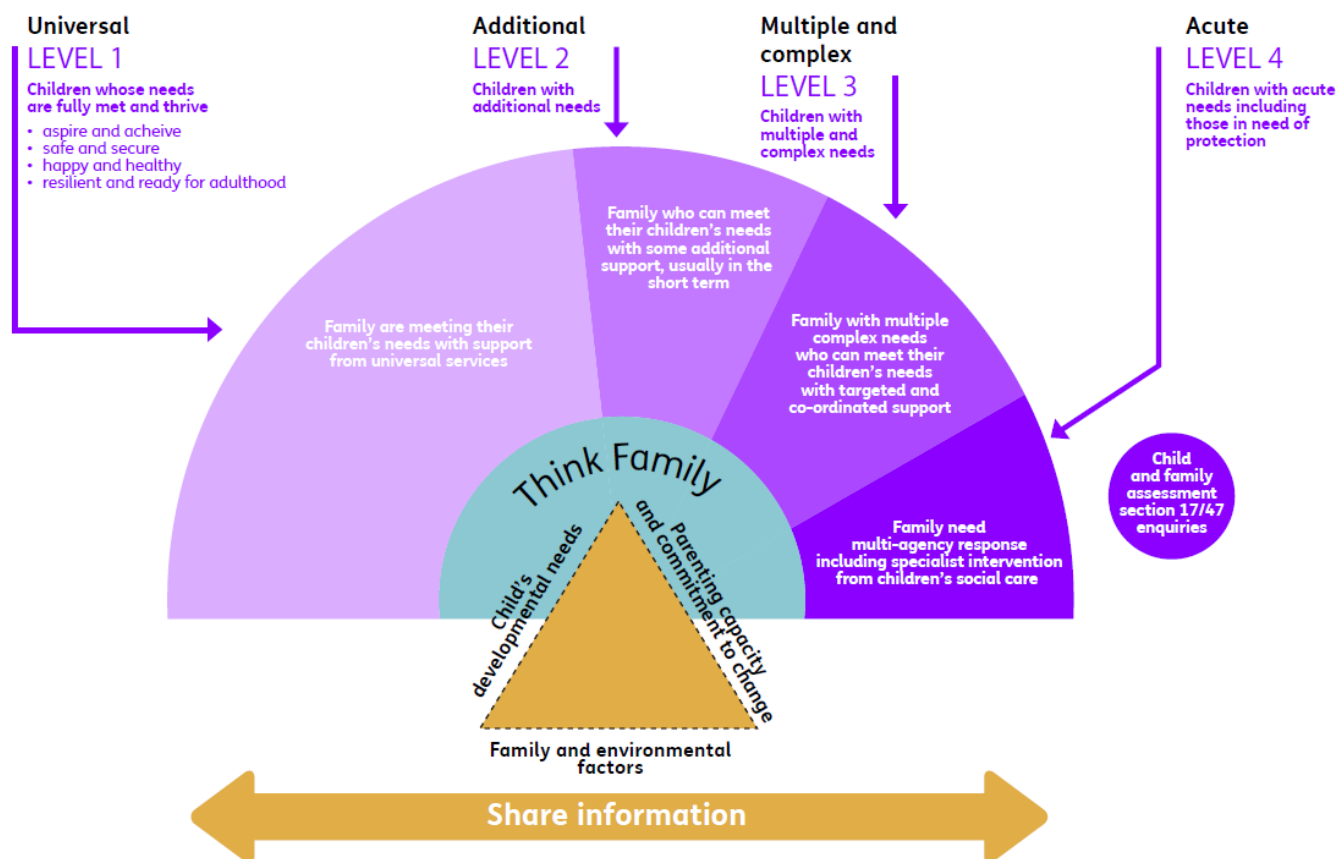 Universal
LEVEL 1
Children whose needs
are fully met and thrive
• aspire and acheive
• safe and secure
• happy and healthy
• resilient and ready for adulthood
Additional
LEVEL 2
Children with
additional needs
Multiple and
complex
LEVEL 3
Children with
multiple and
complex needs
Acute
LEVEL 4
Children with acute
needs including
those in need of
protection
Family are meeting their
children's needs with support
from universal services
Family who can meet
their children's needs
with some additional
support, usually in the
short term
Family with multiple
complex needs
who can meet their
children's needs
with targeted and
co-ordinated support
Family need
multi-agency response
including specialist intervention
from children's social care
Child
and family
assessment
section 17/47
enquiries
Think Family
Child's
developmental needs
Parenting capacity
and commitment to change
Family and environmental
factors
Share information